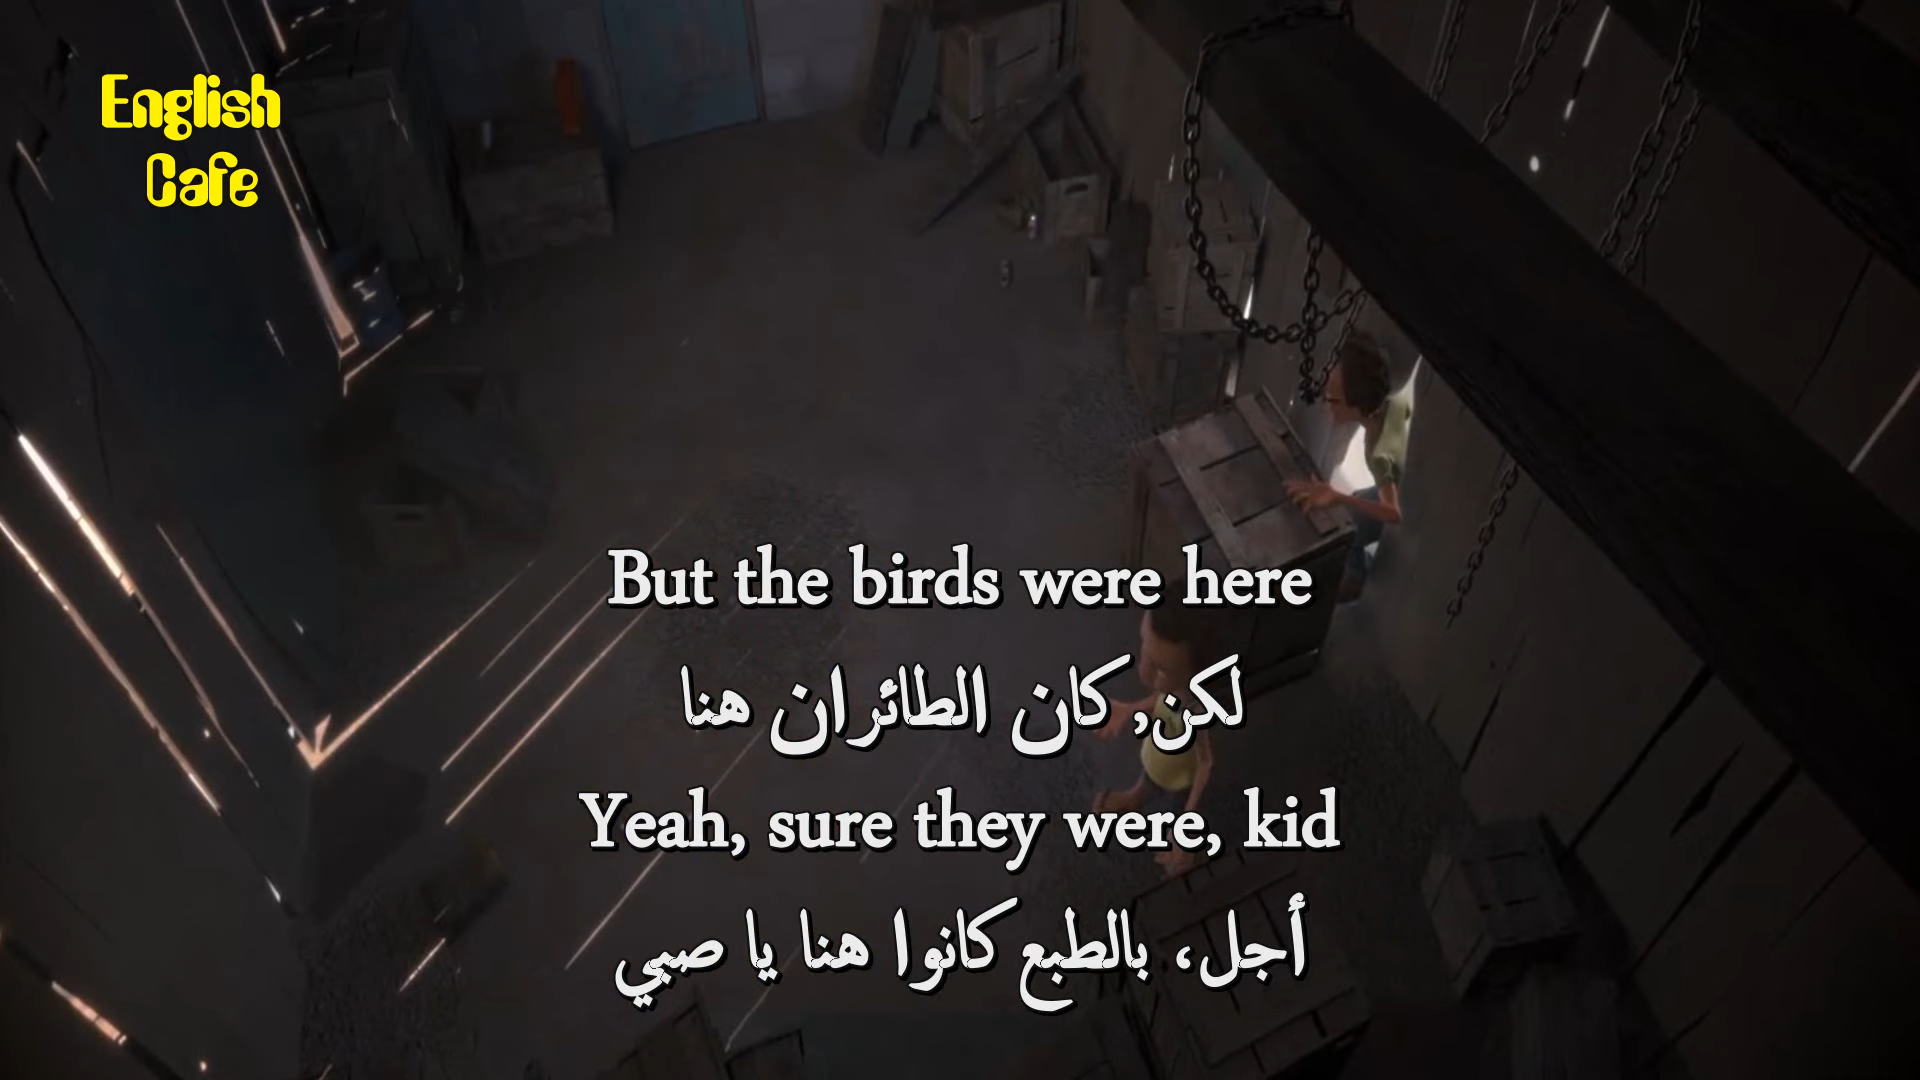 English
Cafe
But the birds were here
لكن, كان الطائران هنا
Yeah, sure they were, kid
أجل، بالطبع كانوا هنا يا صبي